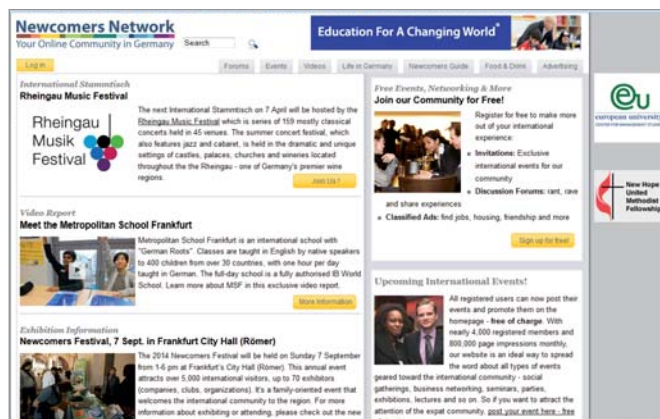 Newcomers Network
Your Online Community in Germany
Search
Education For A Changing World
Log in
Forums
Events
Videos
Life in Germany
Newcomers Guide
Food & Drink
Advertising
International Stammtisch
Rheingau Music Festival
Rheingau
Musik
Festival
The next International Stammtisch on 7 April will be hosted by the
Rheingau Music Festival which is series of 159 mostly classical
concerts held in 45 venues. The summer concert festival, which
also features jazz and cabaret, is held in the dramatic and unique
settings of castles, palaces, churches and wineries located
throughout the the Rheingau - one of Germany's premier wine
regions.
Join Us!
Video Report
Meet the Metropolitan School Frankfurt
Metropolitan School Frankfurt is an international school with
"German Roots". Classes are taught in English by native speakers
to 400 children from over 30 countries, with one hour per day
taught in German. The full-day school is a fully authorised IB World
School. Learn more about MSF in this exclusive video report.
More Information
Exhibition Information
Newcomers Festival, 7 Sept. in Frankfurt City Hall (Römer)
The 2014 Newcomers Festival will be held on Sunday 7 September
from 1-6 pm at Frankfurt's City Hall (Römer). This annual event
attracts over 5,000 international visitors, up to 70 exhibitors
(companies, clubs, organizations). It's a family-oriented event that
welcomes the international community to the region. For more
information about exhibiting or attending, please check out the new
Free Events, Networking & More
Join our Community for Free!
Register for free to make more
out of your international
experience:
Invitations: Exclusive
international events for our
community
Discussion Forums: rant, rave
and share experiences
Classified Ads: find jobs, housing, friendship and more
Sign up for free!
Upcoming International Events!
All registered users can now post their
events and promote them on the
homepage - free of charge. With
nearly 4,000 registered members and
800,000 page impressions monthly,
our website is an ideal way to spread
the word about all types of events
geared toward the international community - social
gatherings, business networking, seminars, parties,
exhibitions, lectures and so on. So if you want to attract the
attention of the expat community, post your event here - free
eu
european university
New Hope
United
Methodist
Fellowship